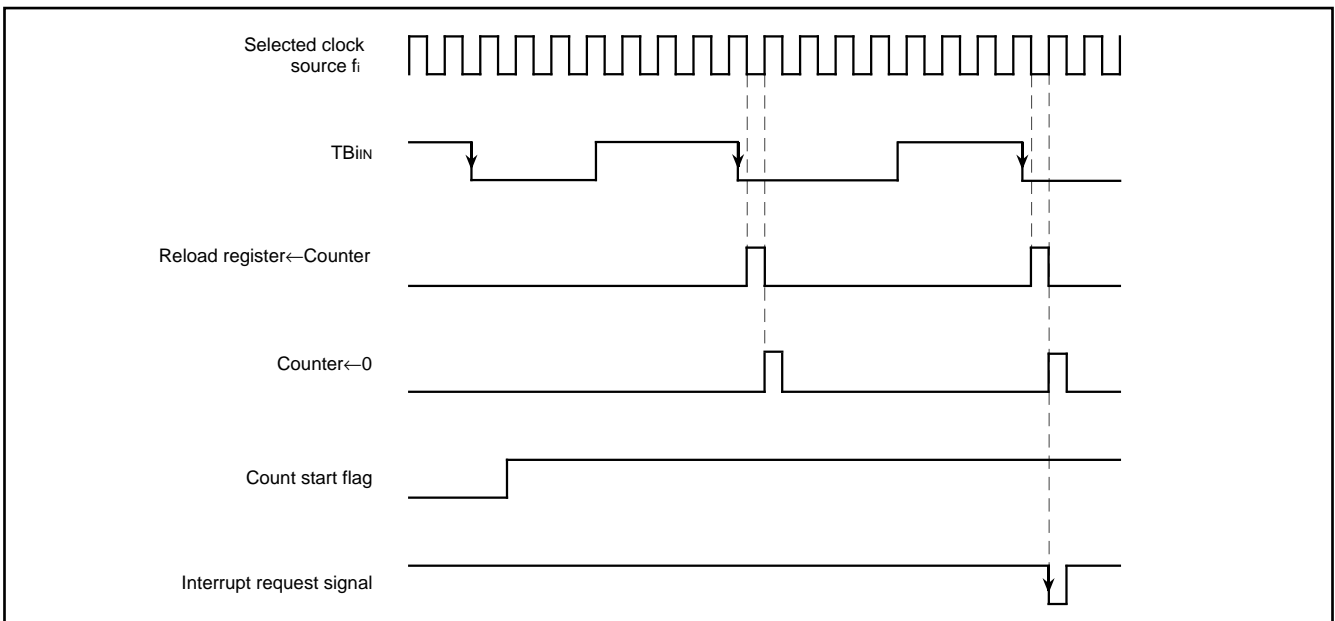 Selected clock
source fi
TBiIN
Reload register←Counter
Counter←0
Count start flag
Interrupt request signal